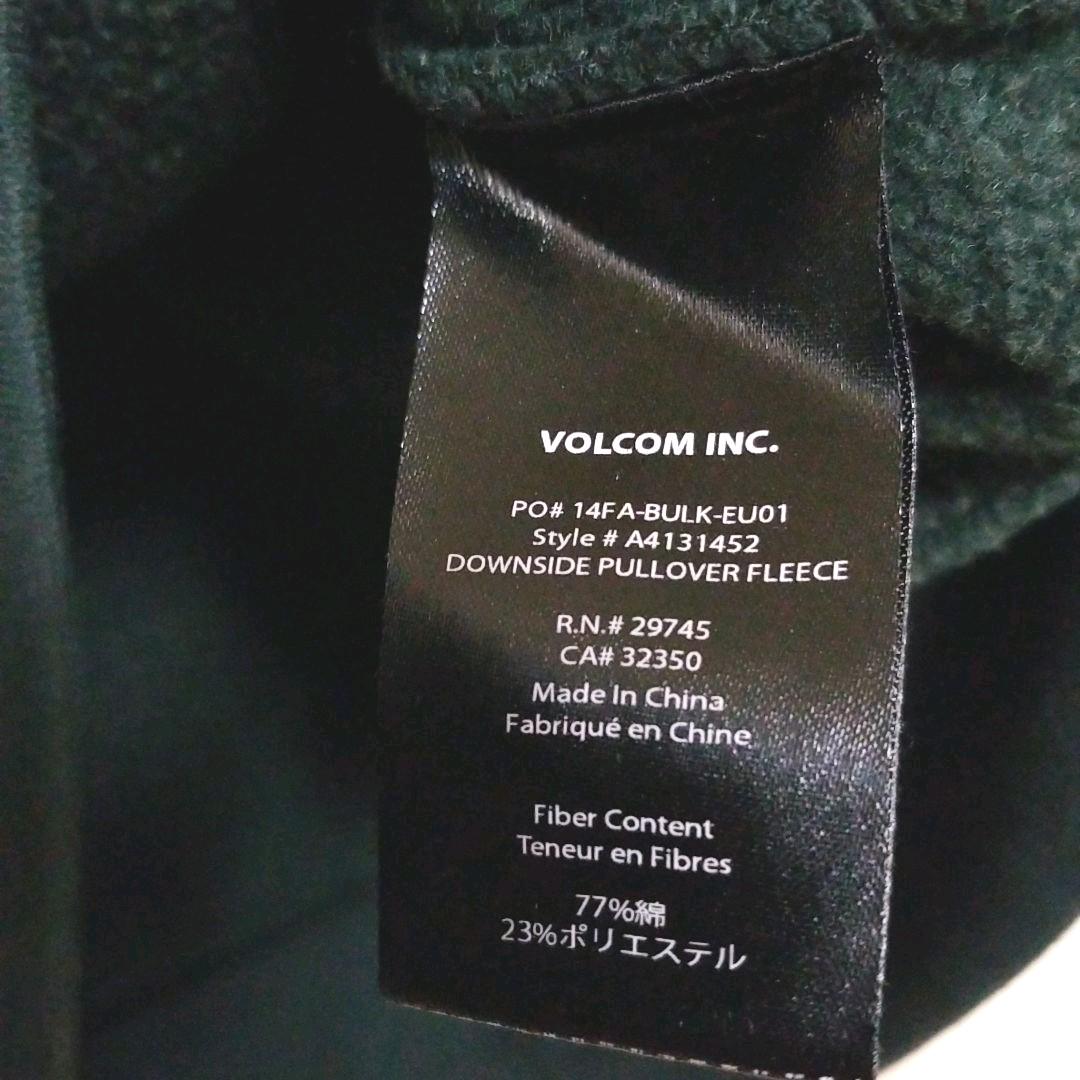 VOLCOM INC.
PO# 14FA-BULK-EU01
Style # A4131452
DOWNSIDE PULLOVER FLEECE
R.N.# 29745
CA# 32350
Made In China
Fabriqué en Chine
Fiber Content
Teneur en Fibres
77%綿
23%ポリエステル